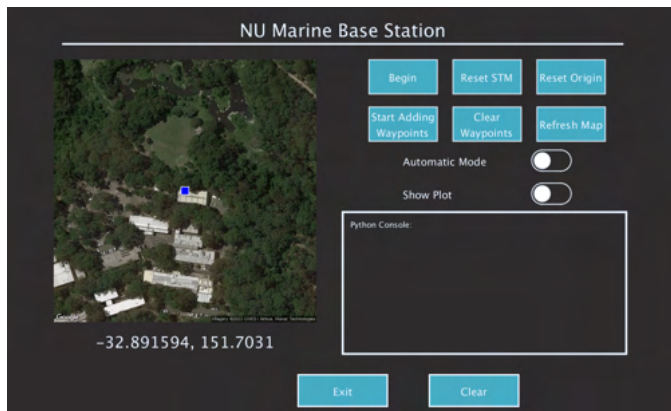 NU Marine Base Station
Begin
Reset STM
Reset Origin
Start Adding
Waypoints
Clear
Waypoints
Refresh Map
Automatic Mode
Show Plot
Python Console:
Google
-32.891594, 151.7031
Exit
Clear